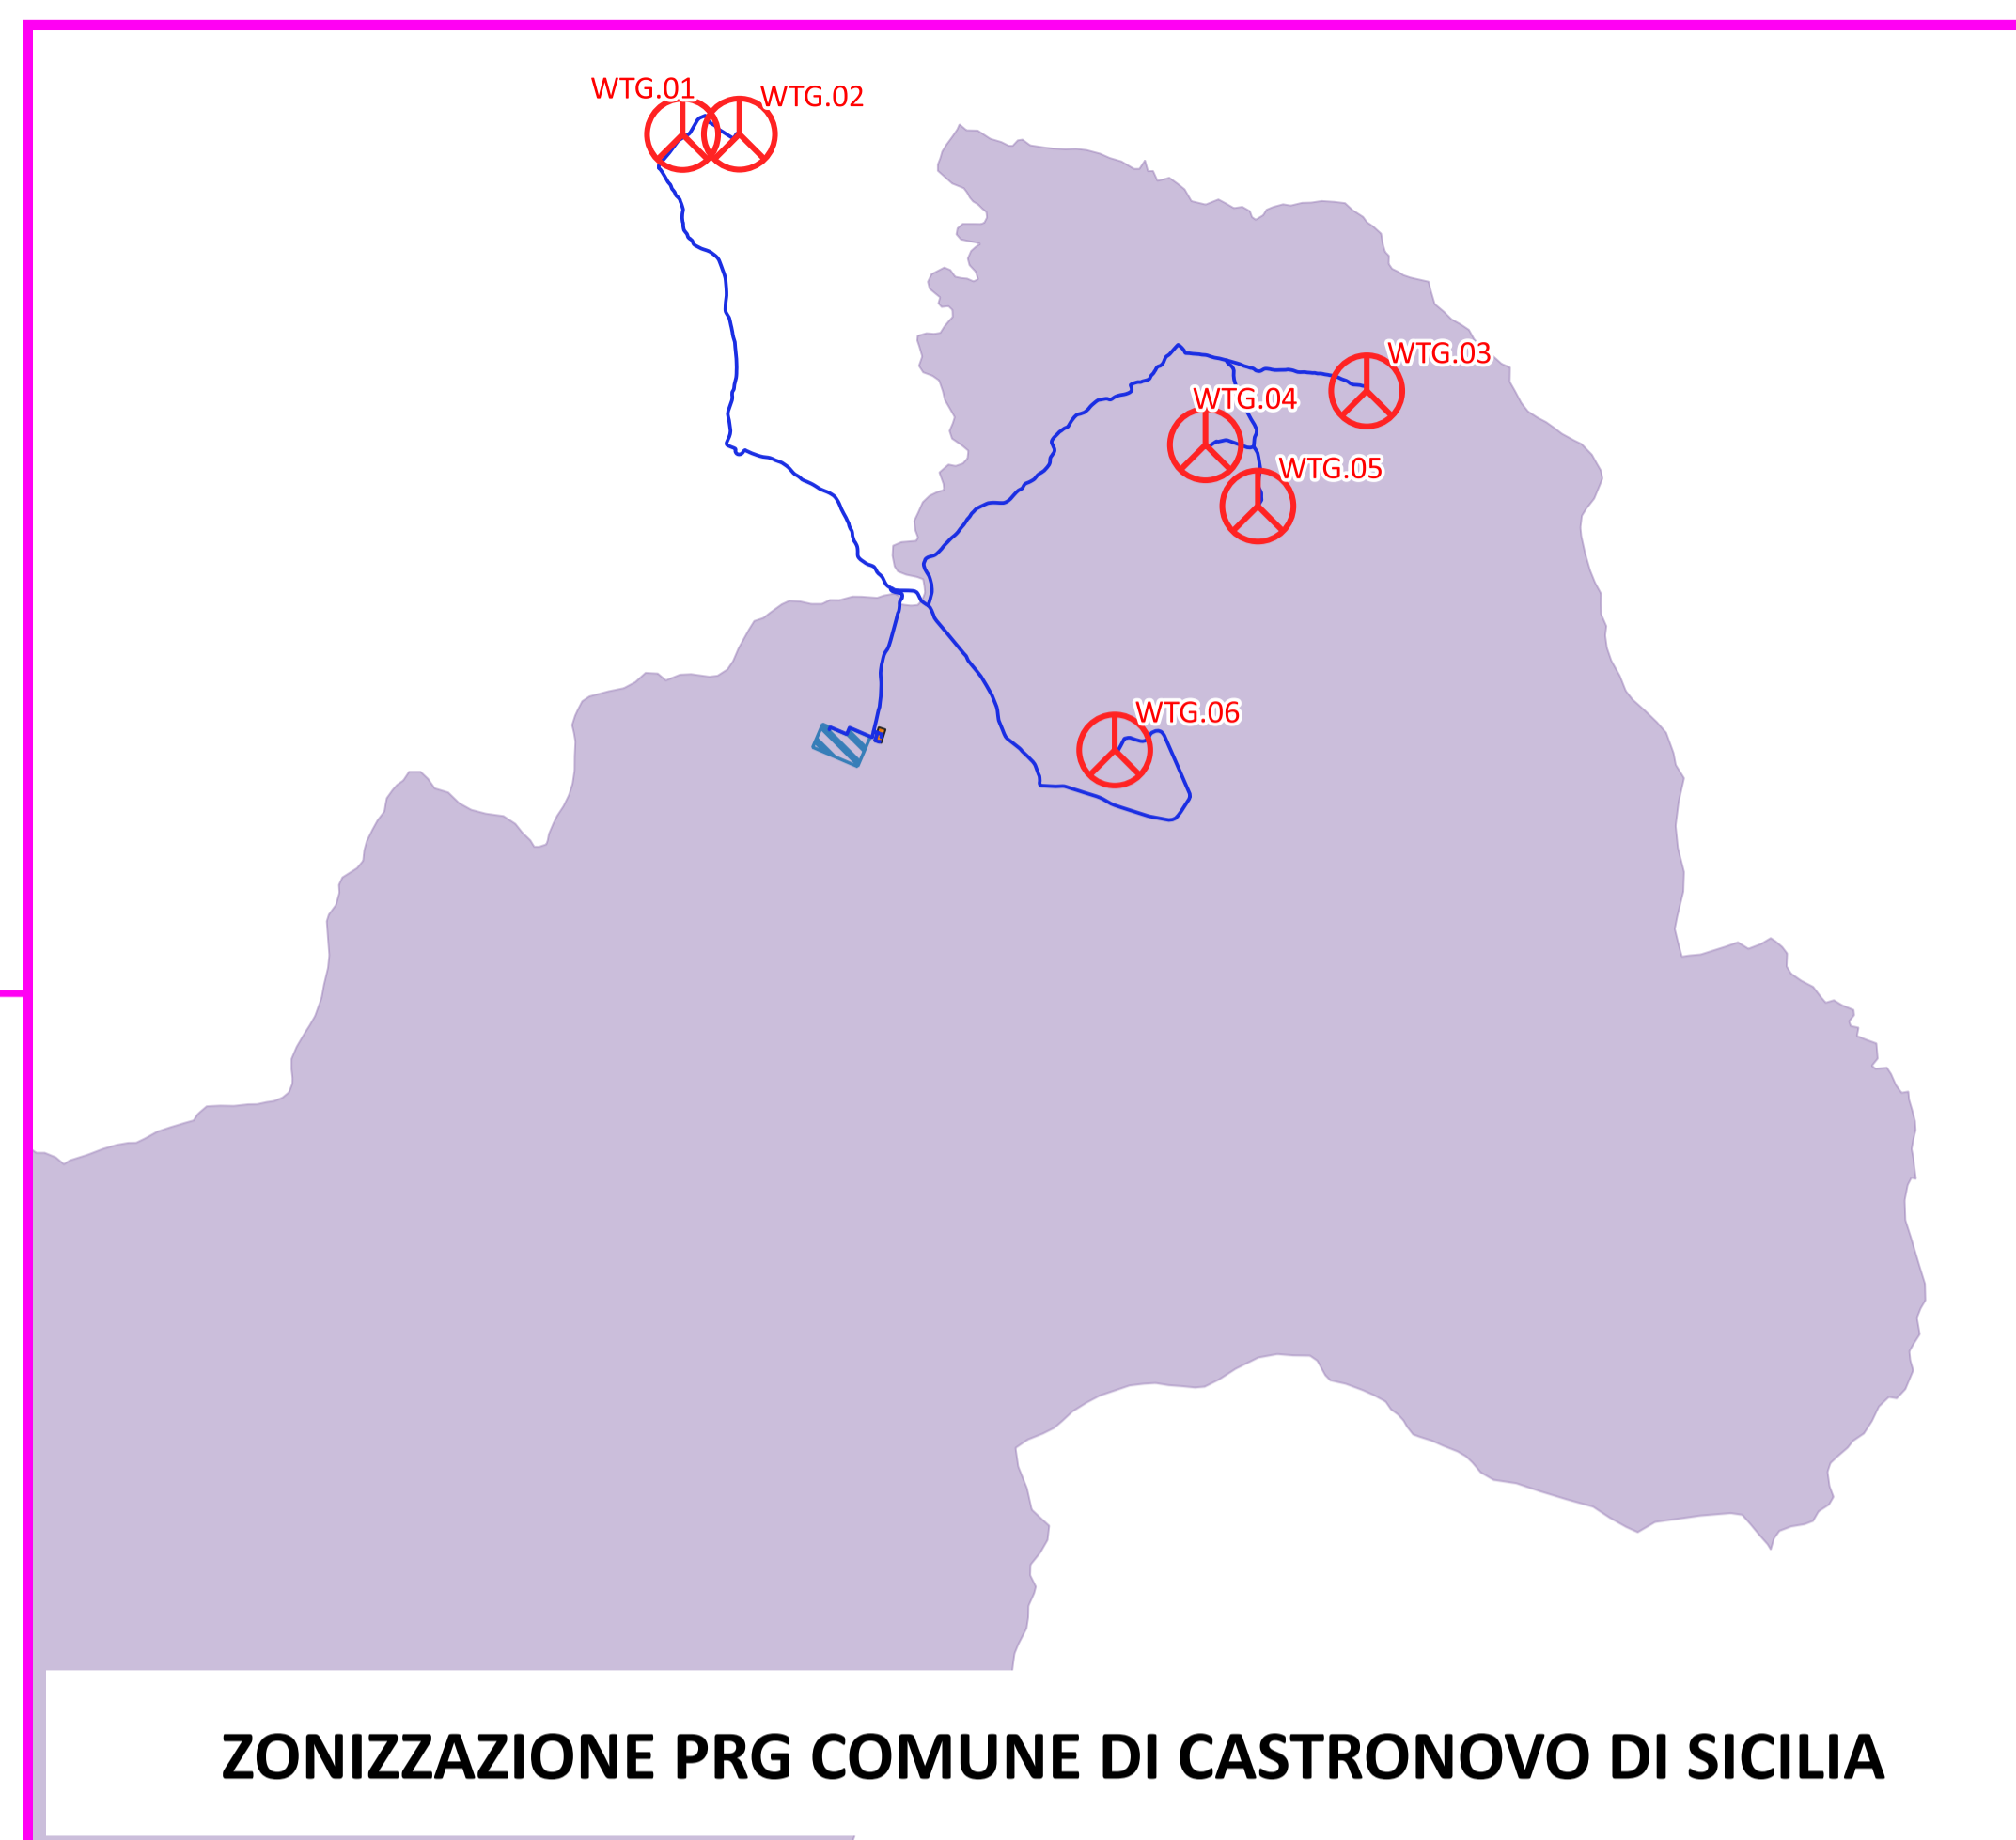 WTG.01
WTG.02
WTG.03
WTG.04
WTG.05
WTG.06
ZONIZZAZIONE PRG COMUNE DI CASTRONOVO DI SICILIA